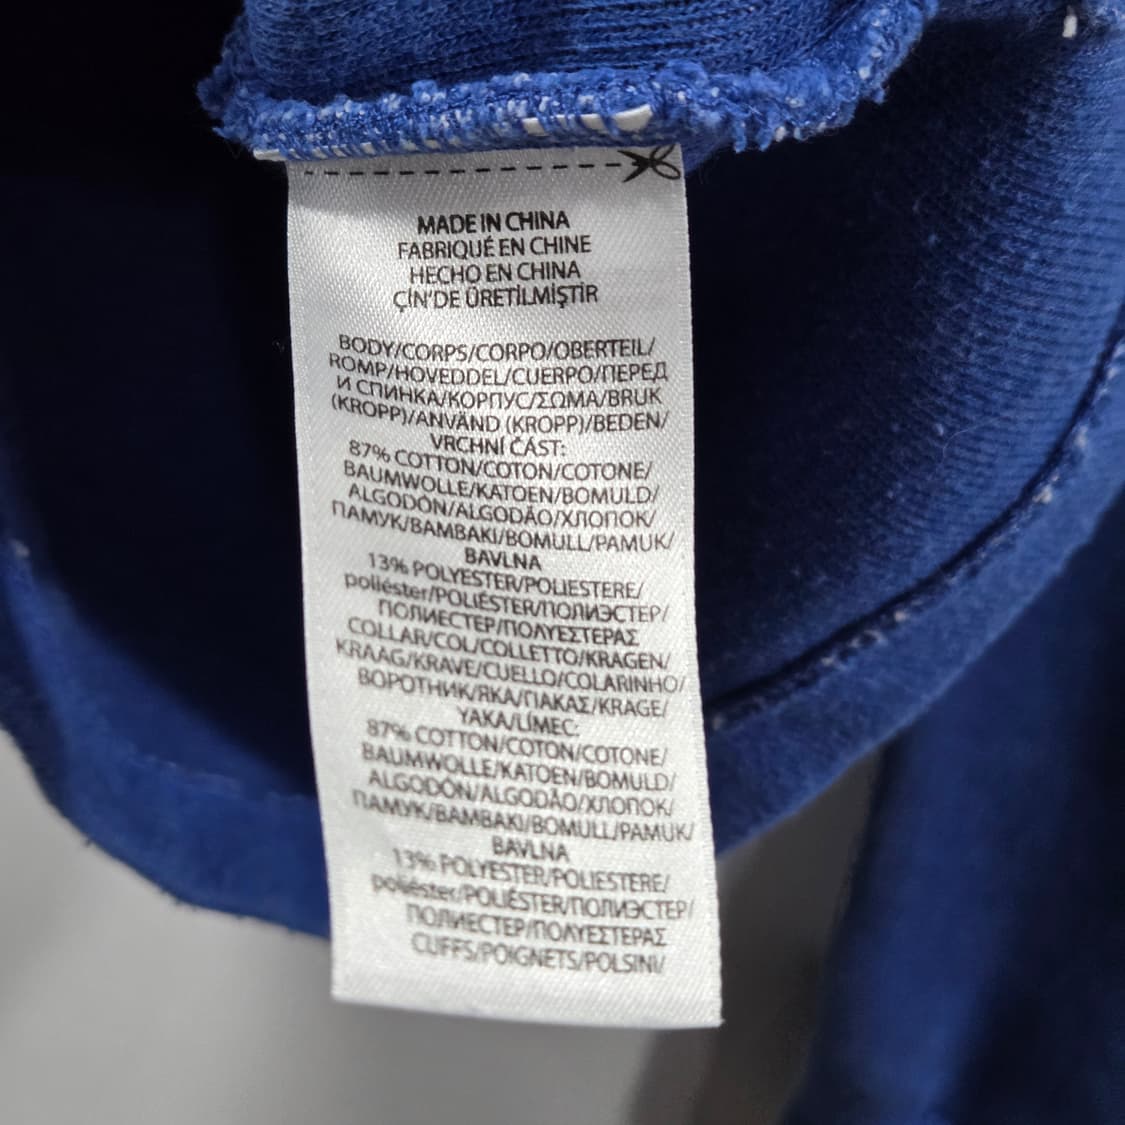 MADE IN CHINA
FABRIQUÉ EN CHINE
HECHO EN CHINA
ÇİN'DE ÜRETİLMİŞTİR
BODY/CORPS/CORPO/OBERTEIL/
ROMP/HOVEDDEL/CUERPO/ПЕРЕД
И СПИНКА/КОРПУС/ΣΩΜΑ/BRUK
(KROPP)/ANVÄND (KROPP)/BEDEN/
VRCHNÍ ČÁST:
87% COTTON/COTON/COTONE/
BAUMWOLLE/KATOEN/BOMULD/
ALGODÓN/ALGODÃO/ХЛОПОК/
ПАМУК/ΒΑΜΒΑΚΙ/BOMULL/PAMUK/
BAVLNA
13% POLYESTER/POLIESTERE/
poliéster/POLIÉSTER/ПОЛИЭСТЕР/
ПОЛИЕСТЕР/ΠΟΛΥΕΣΤΕΡΑΣ
COLLAR/COL/COLLETTO/KRAGEN/
KRAAG/KRAVE/CUELLO/COLARINHO/
ВОРОТНИК/ЯКА/ΓΙΑΚΑΣ/KRAGE/
YAKA/LÍMEC:
87% COTTON/COTON/COTONE/
BAUMWOLLE/KATOEN/BOMULD/
ALGODÓN/ALGODÃO/ХЛОПОК/
ПАМУК/ΒΑΜΒΑΚΙ/BOMULL/PAMUK/
BAVLNA
13% POLYESTER/POLIESTERE/
poliéster/POLIÉSTER/ПОЛИЭСТЕР/
ПОЛИЕСТЕР/ΠΟΛΥΕΣΤΕΡΑΣ
CUFFS/POIGNETS/POLSINI/